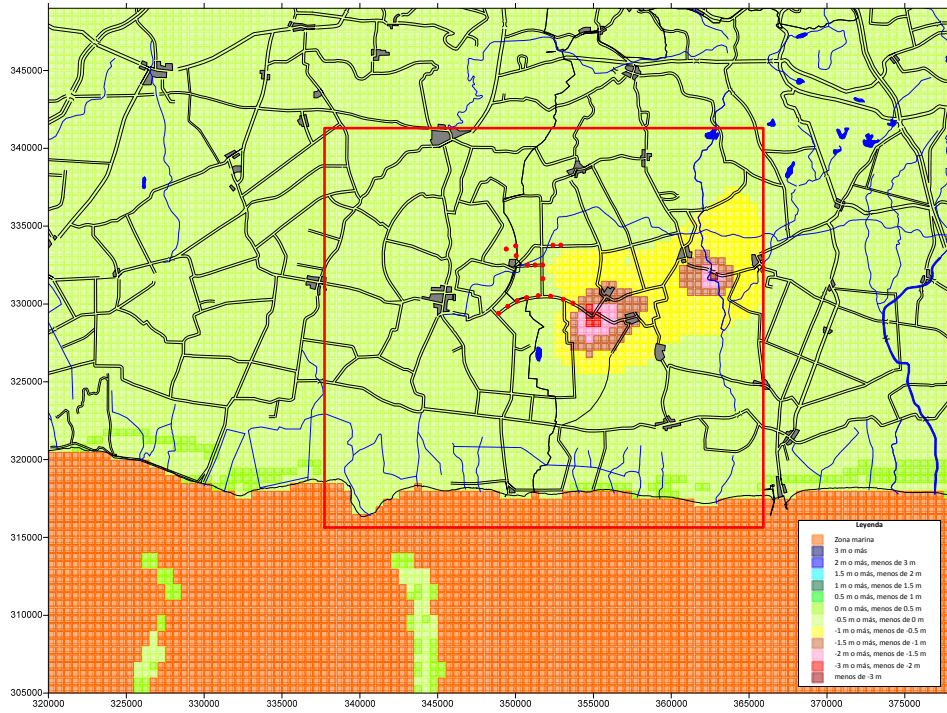 345000
340000
335000
330000
325000
320000
315000
310000
305000
320000 325000 330000 335000 340000 345000 350000 355000 360000 365000 370000 375000
Leyenda
Zona marina
3 m o más
2 m o más, menos de 3 m
1.5 m o más, menos de 2 m
1 m o más, menos de 1.5 m
0.5 m o más, menos de 1 m
0 m o más, menos de 0.5 m
-0.5 m o más, menos de 0 m
-1 m o más, menos de -0.5 m
-1.5 m o más, menos de -1 m
-2 m o más, menos de -1.5 m
-3 m o más, menos de -2 m
menos de -3 m